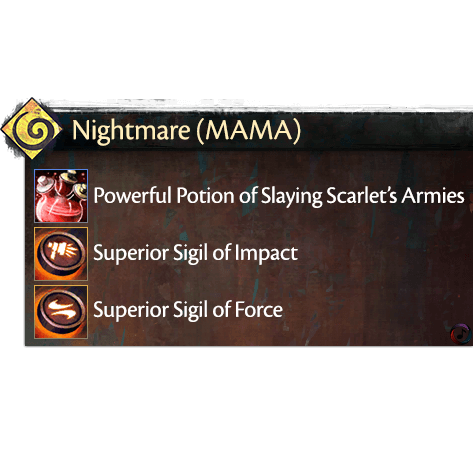 Nightmare (MAMA)
Powerful Potion of Slaying Scarlet's Armies
Superior Sigil of Impact
Superior Sigil of Force